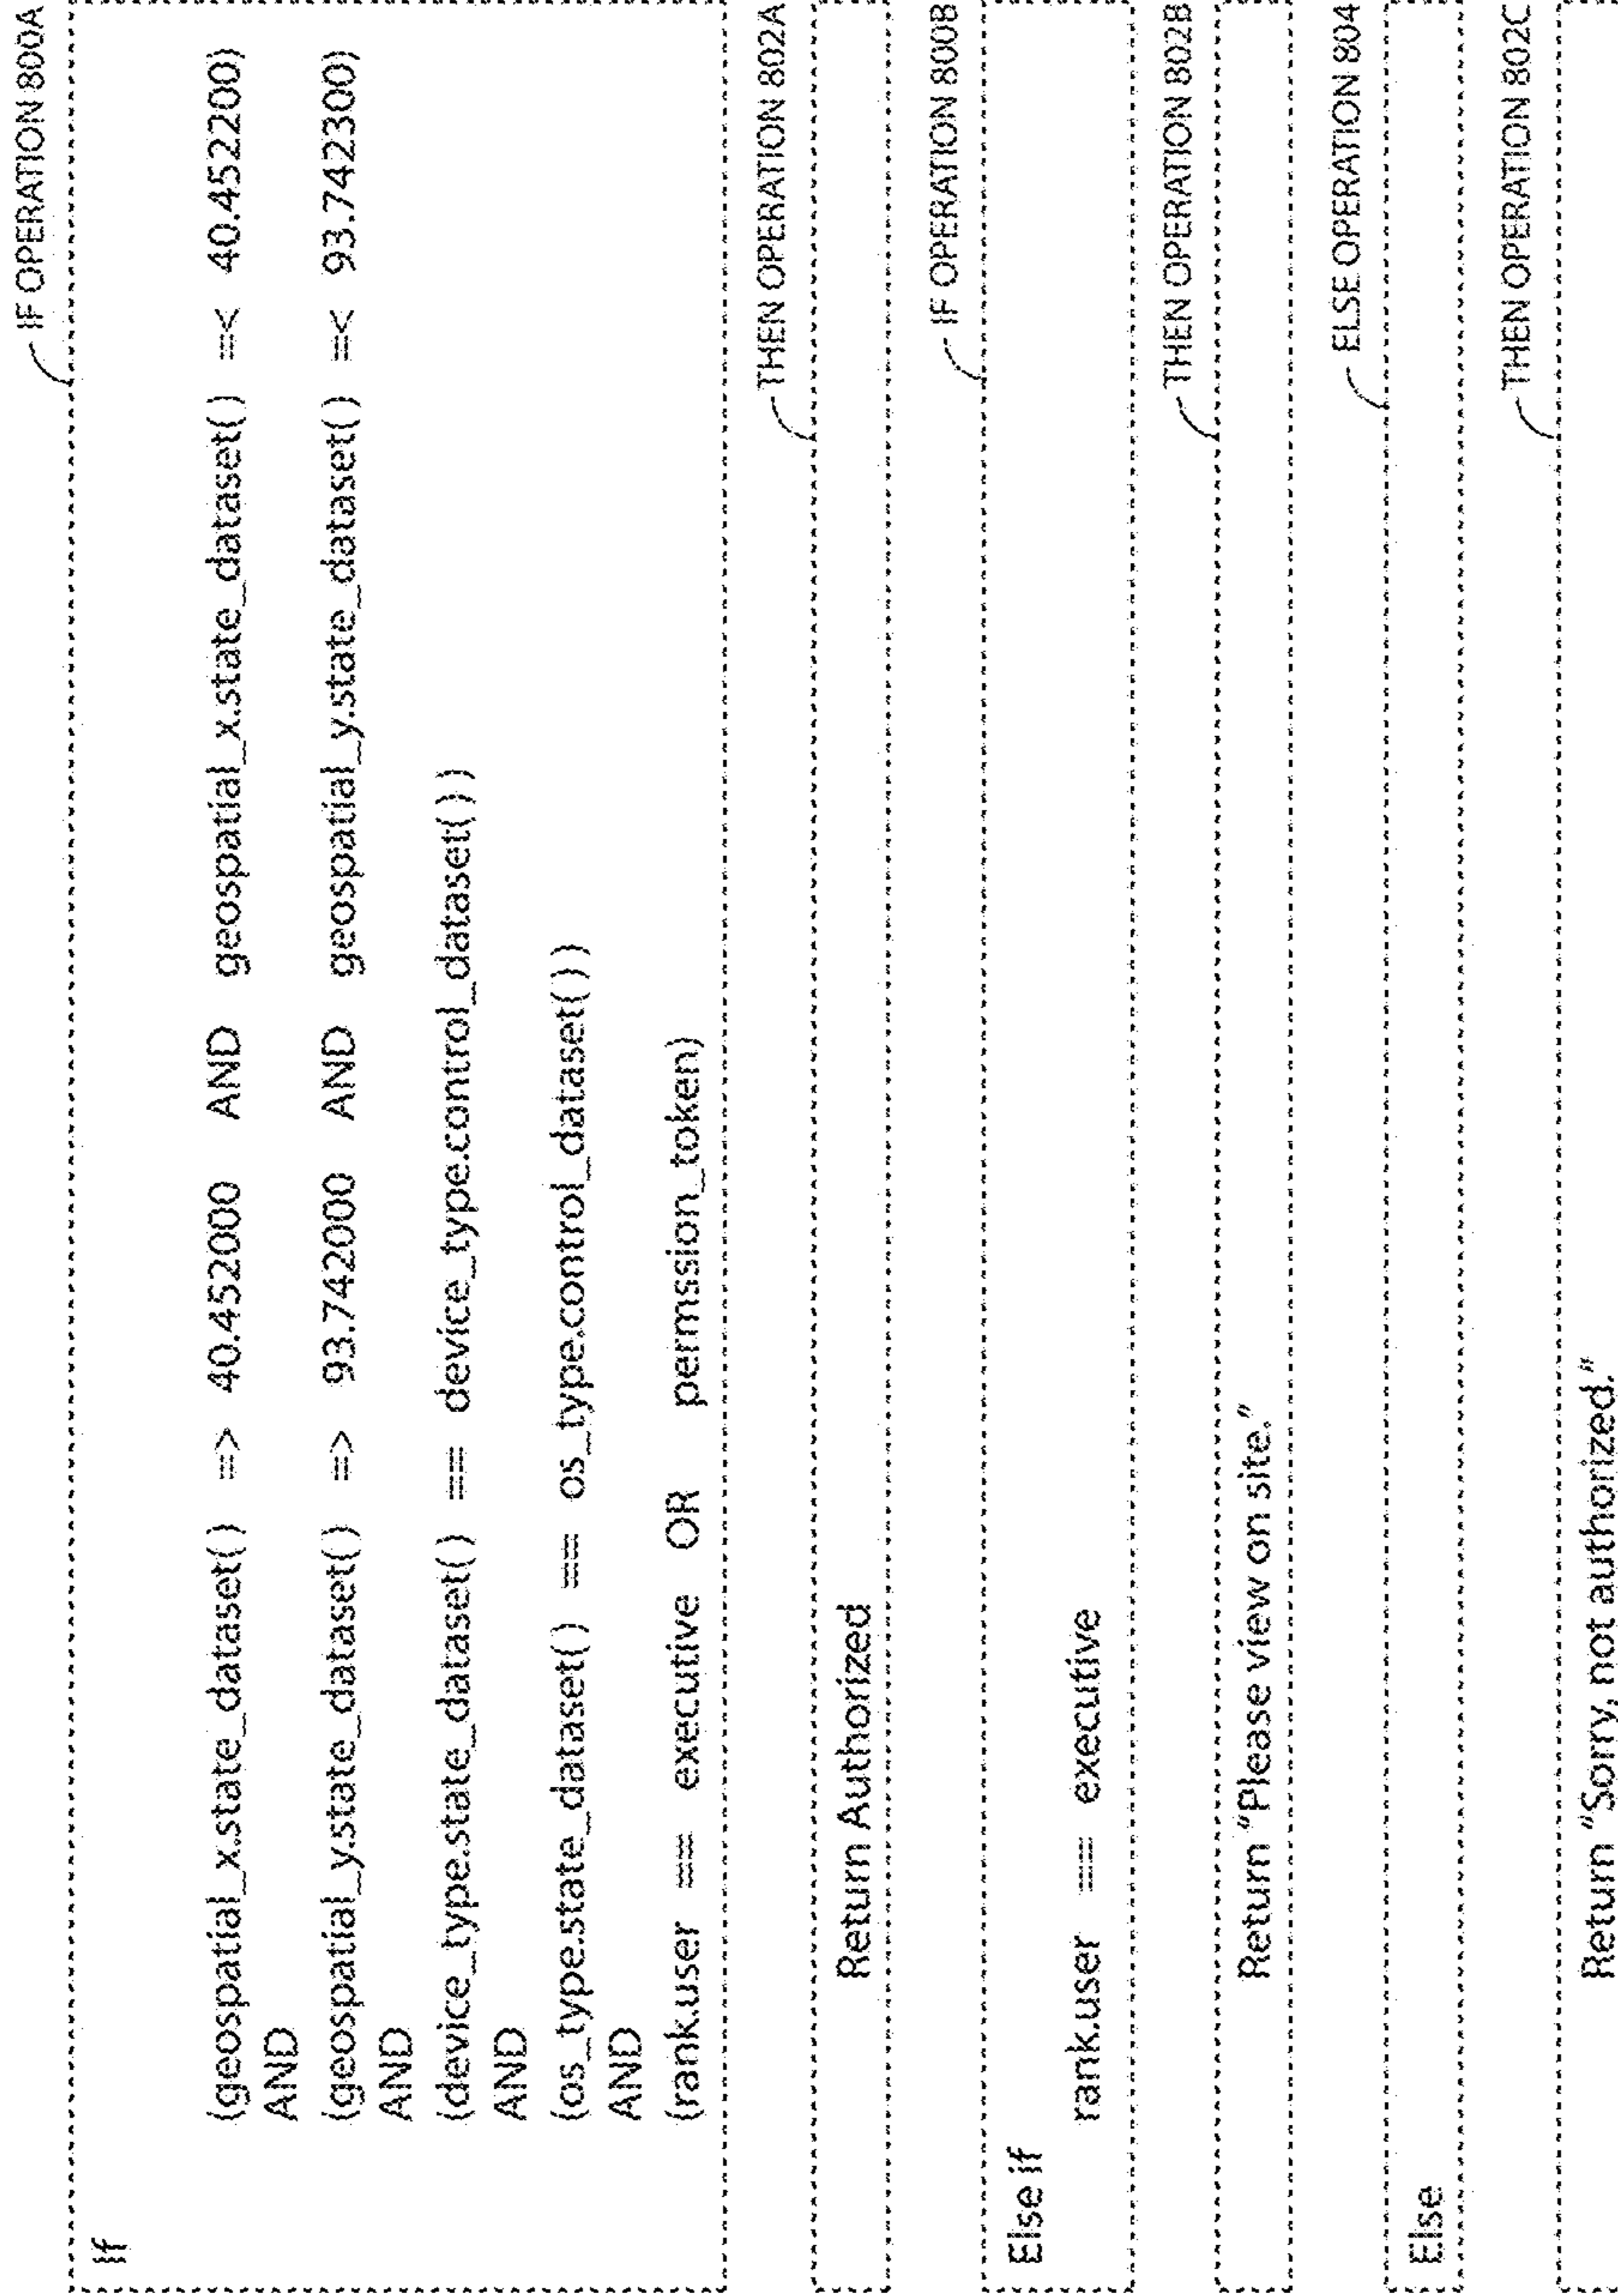 IF OPERATION 800A
If
(geospatial_x.state_dataset() => 40.452000 AND geospatial_x.state_dataset() =< 40.452200)
AND
(geospatial_y.state_dataset() => 93.742000 AND geospatial_y.state_dataset() =< 93.742300)
AND
(device_type.state_dataset() == device_type.control_dataset())
AND
(os_type.state_dataset() == os_type.control_dataset())
AND
(rank.user == executive OR permssion_token)
THEN OPERATION 802A
Return Authorized
IF OPERATION 800B
Else if
rank.user == executive
THEN OPERATION 802B
Return "Please view on site."
ELSE OPERATION 804
Else
THEN OPERATION 802C
Return "Sorry, not authorized."